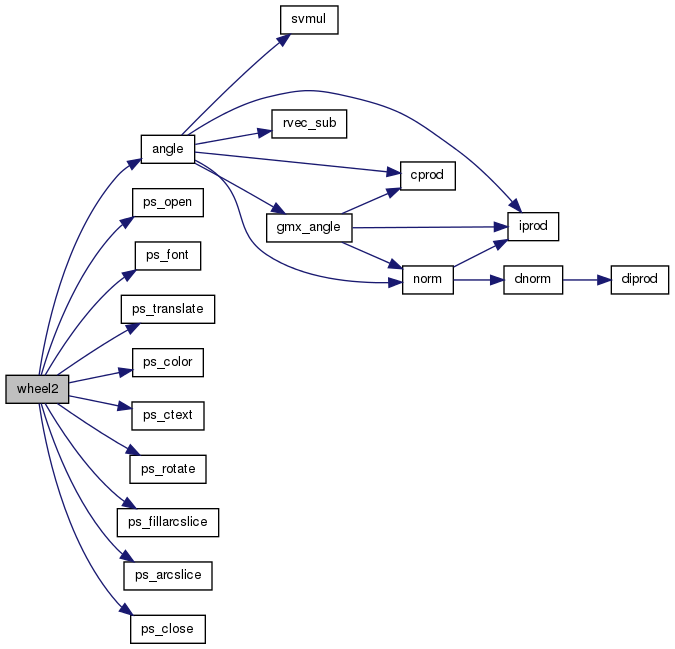 svmul
rvec_sub
angle
cprod
ps_open
gmx_angle
iprod
ps_font
norm
dnorm
diprod
ps_translate
ps_color
wheel2
ps_ctext
ps_rotate
ps_fillarcslice
ps_arcslice
ps_close